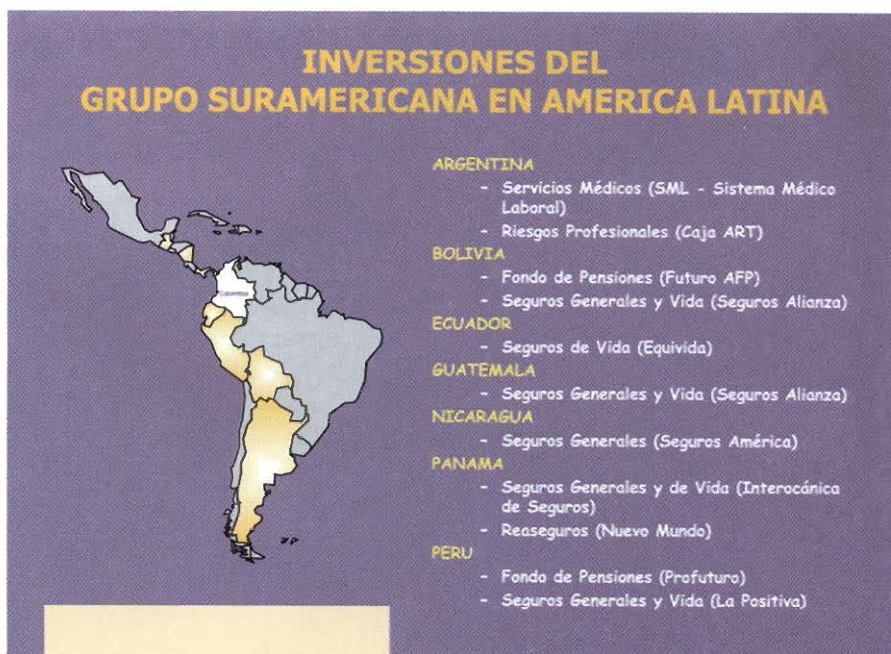 INVERSIONES DEL
GRUPO SURAMERICANA EN AMERICA LATINA
ARGENTINA
- Servicios Médicos (SML - Sistema Médico
Laboral)
- Riesgos Profesionales (Caja ART)
BOLIVIA
- Fondo de Pensiones (Futuro AFP)
- Seguros Generales y Vida (Seguros Alianza)
ECUADOR
- Seguros de Vida (Equivida)
GUATEMALA
- Seguros Generales y Vida (Seguros Alianza)
NICARAGUA
- Seguros Generales (Seguros América)
PANAMA
- Seguros Generales y de Vida (Interocánica
de Seguros)
- Reaseguros (Nuevo Mundo)
PERU
- Fondo de Pensiones (Profuturo)
- Seguros Generales y Vida (La Positiva)